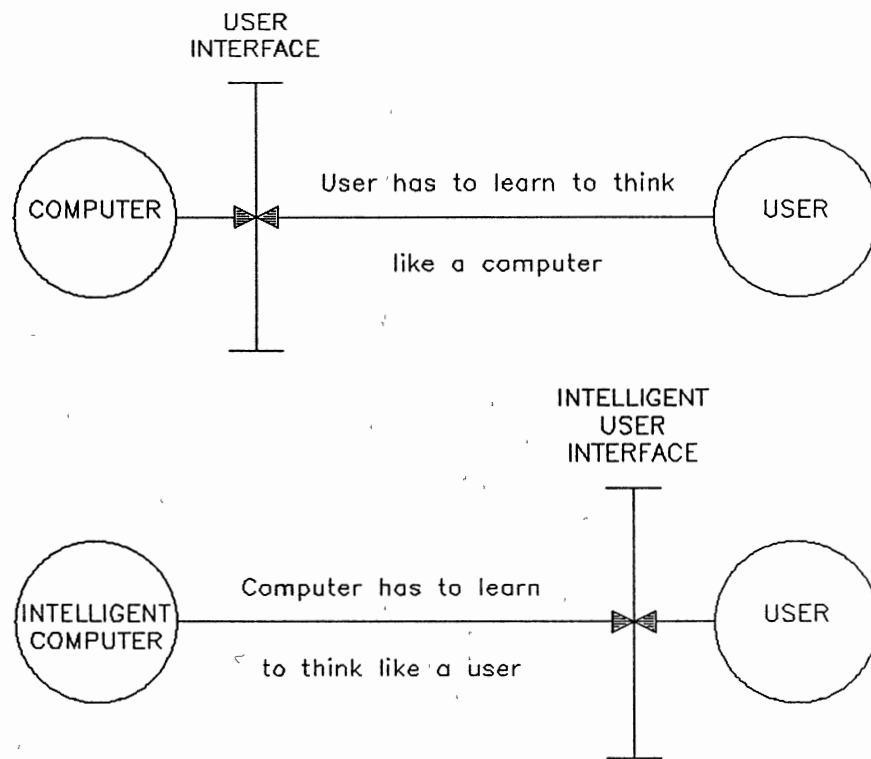 USER
INTERFACE
User has to learn to think
COMPUTER
USER
like a computer
INTELLIGENT
USER
INTERFACE
Computer has to learn
INTELLIGENT
COMPUTER
USER
to think like a user